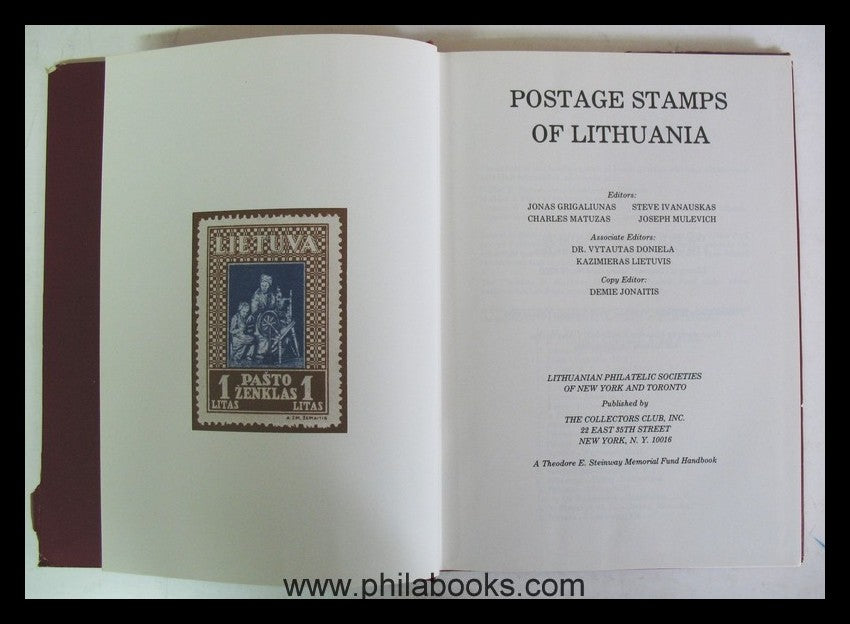 LIETUVA
1 PAŠTO 1
LITAS ŽENKLAS LITAS
A. ŽM. ŽEMAITIS
POSTAGE STAMPS
OF LITHUANIA
Editors:
JONAS GRIGALIUNAS STEVE IVANAUSKAS
CHARLES MATUZAS JOSEPH MULEVICH
Associate Editors:
DR. VYTAUTAS DONIELA
KAZIMIERAS LIETUVIS
Copy Editor:
DEMIE JONAITIS
LITHUANIAN PHILATELIC SOCIETIES
OF NEW YORK AND TORONTO
Published by
THE COLLECTORS CLUB, INC.
22 EAST 35TH STREET
NEW YORK, N. Y. 10016
A Theodore E. Steinway Memorial Fund Handbook
www.philabooks.com